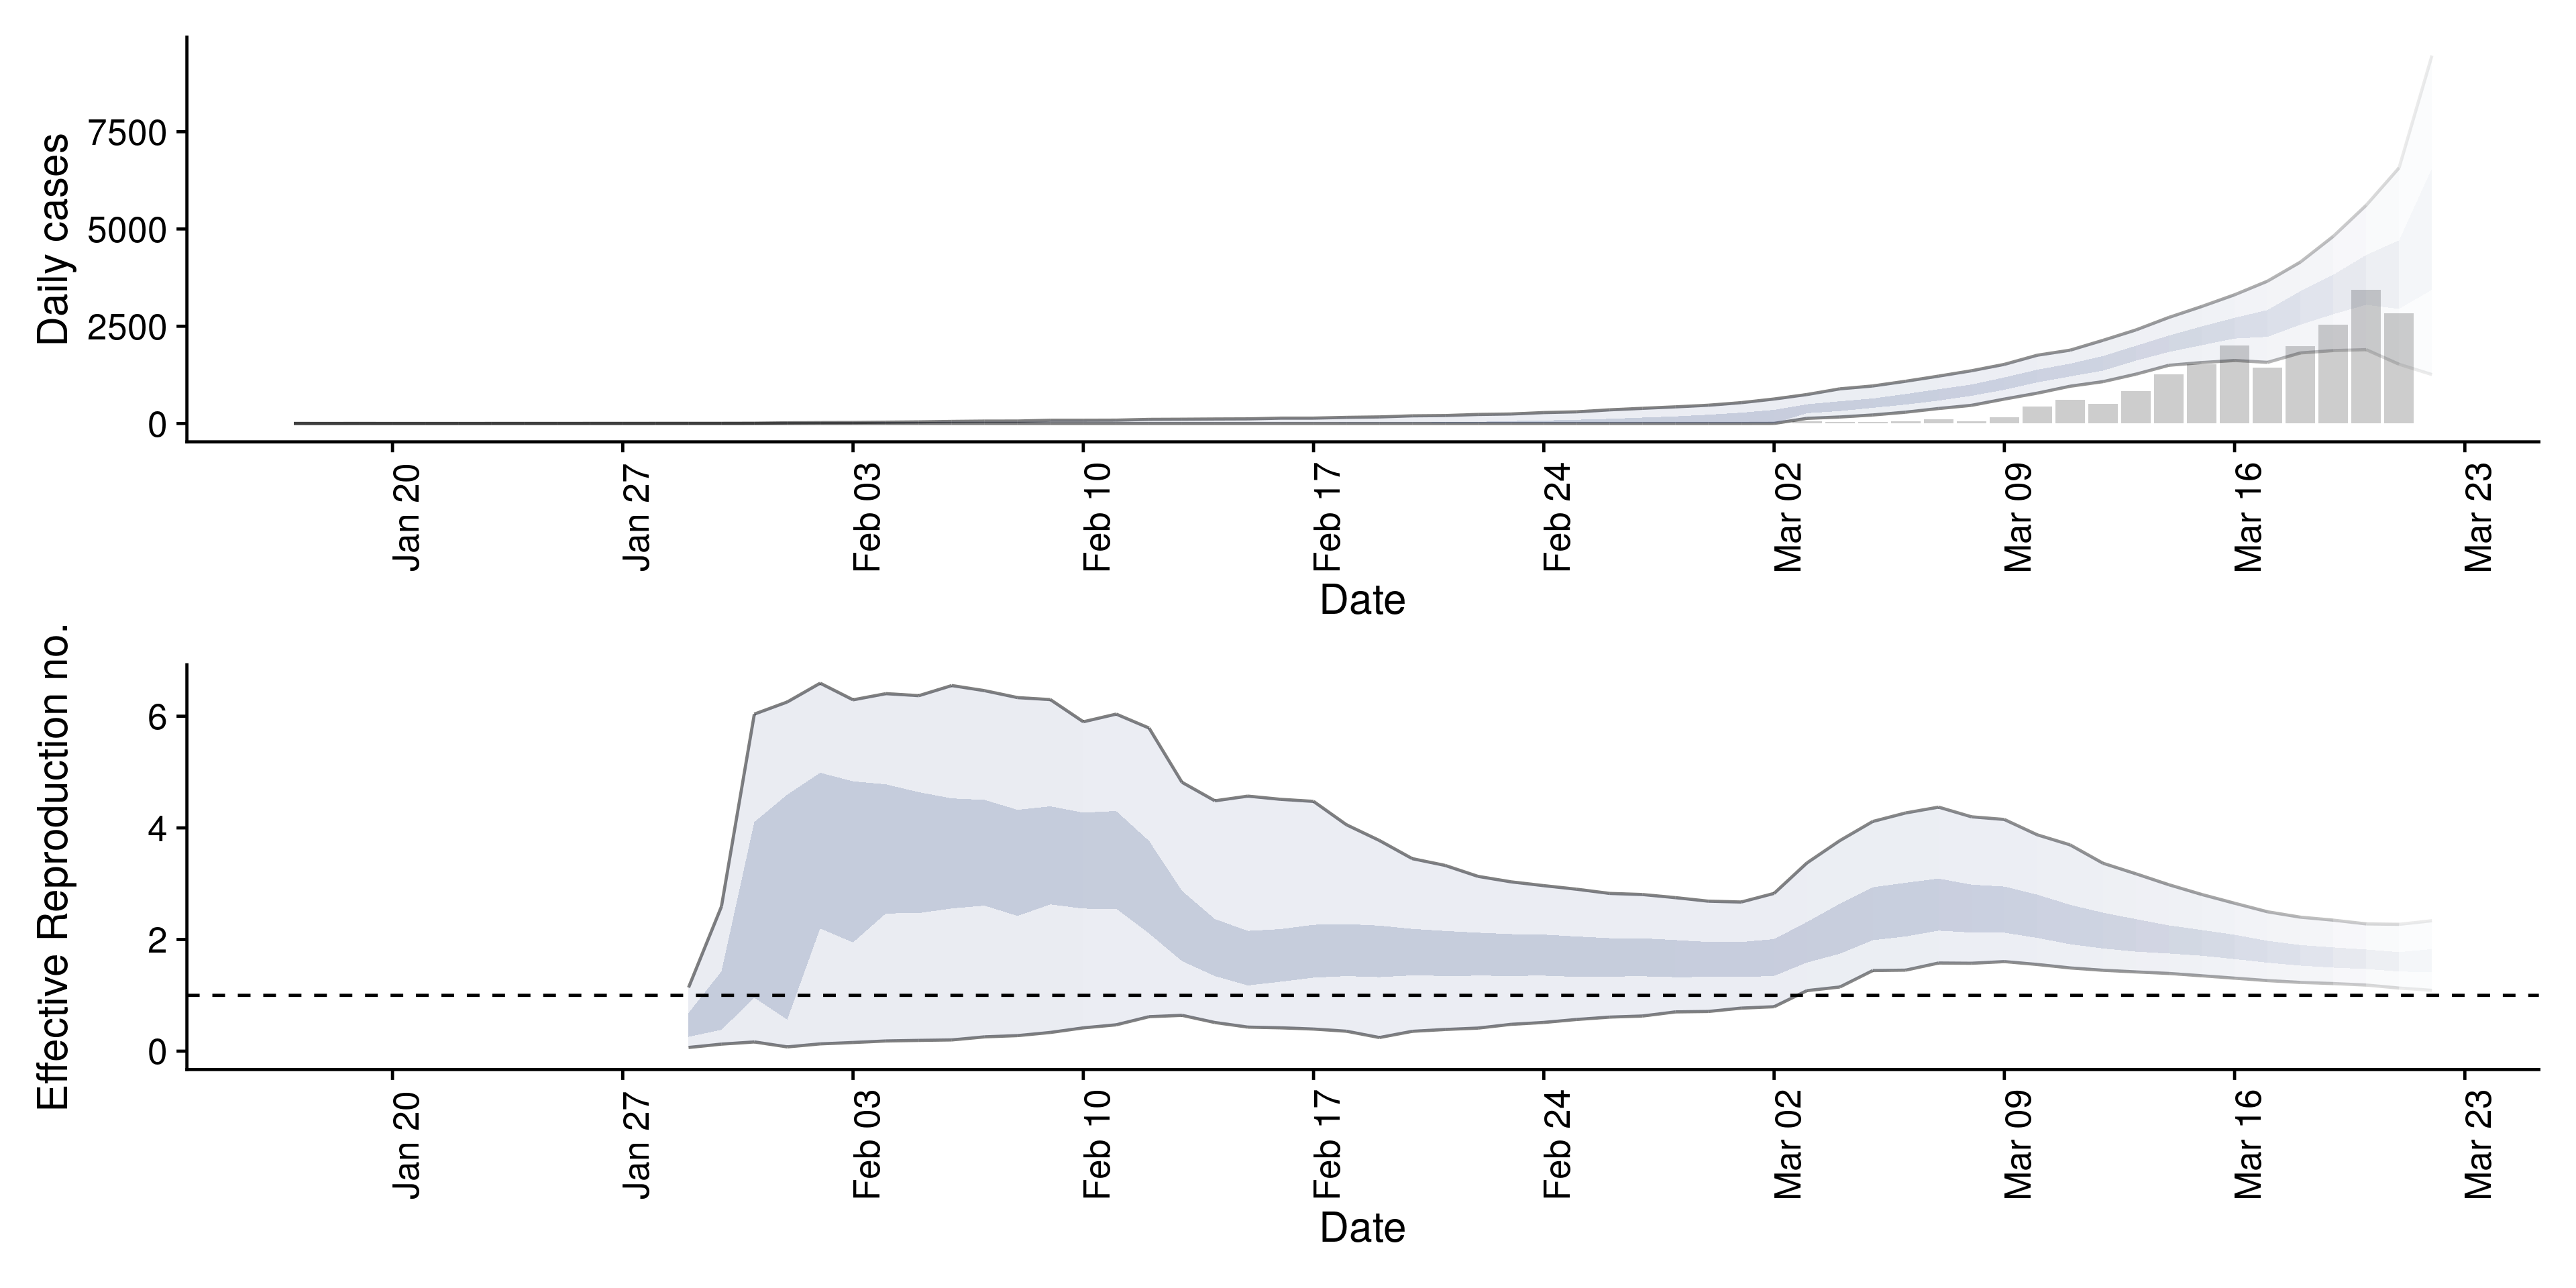 Daily cases
7500
5000
2500
0
Jan 20
Jan 27
Feb 03
Feb 10
Feb 17
Feb 24
Mar 02
Mar 09
Mar 16
Mar 23
Date
Effective Reproduction no.
6
4
2
0
Jan 20
Jan 27
Feb 03
Feb 10
Feb 17
Feb 24
Mar 02
Mar 09
Mar 16
Mar 23
Date